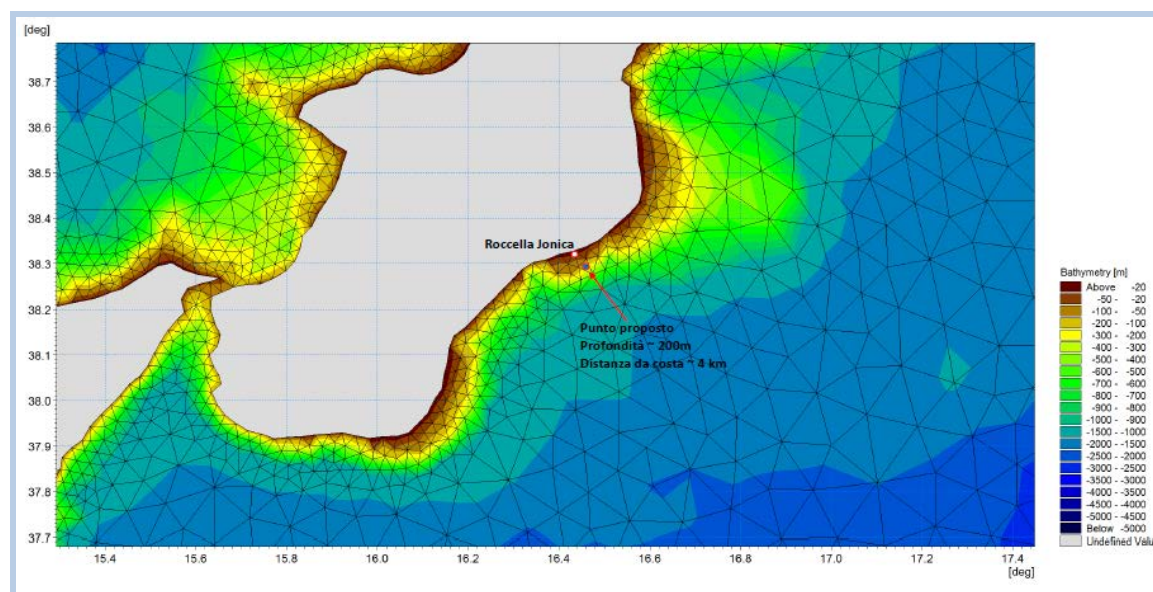 [deg]
38.7
38.6
38.5
38.4
38.3
38.2
38.1
38.0
37.9
37.8
37.7
Roccella Jonica
Punto proposto
Profondità ~ 200m
Distanza da costa ~ 4 km
15.4 15.6 15.8 16.0 16.2 16.4 16.6 16.8 17.0 17.2 17.4
[deg]
Bathymetry [m]
Above -20
-50 - -20
-100 - -50
-200 - -100
-300 - -200
-400 - -300
-500 - -400
-600 - -500
-700 - -600
-800 - -700
-900 - -800
-1000 - -900
-1500 - -1000
-2000 - -1500
-2500 - -2000
-3000 - -2500
-3500 - -3000
-4000 - -3500
-4500 - -4000
-5000 - -4500
Below -5000
Undefined Valu